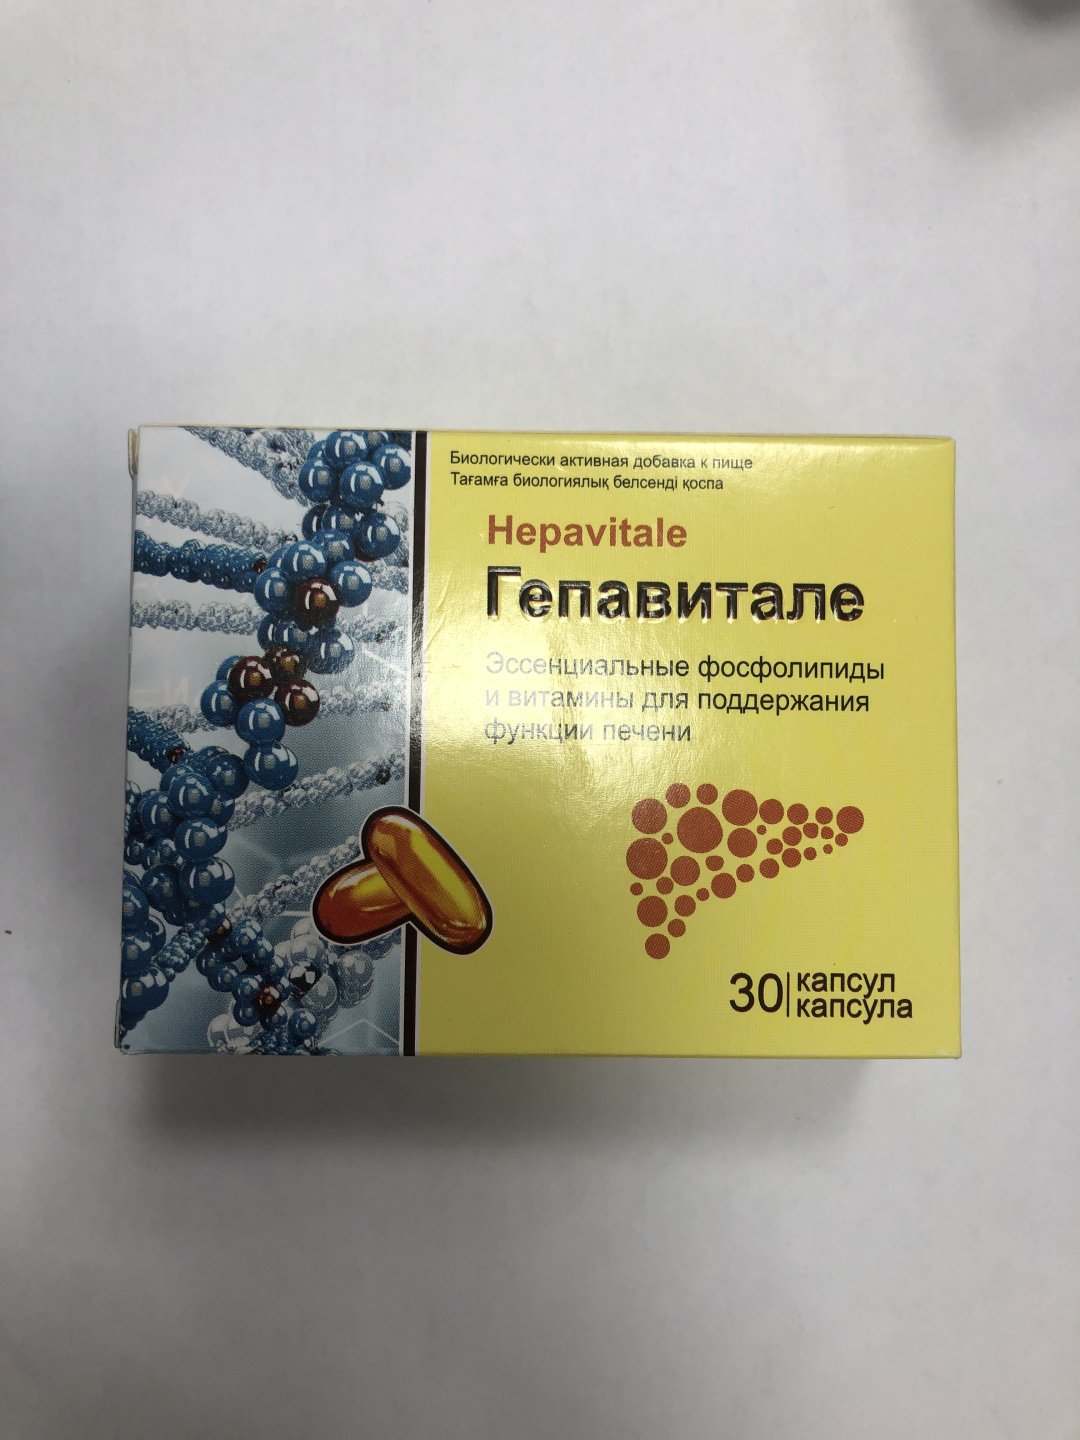 Биологически активная добавка к пище
Тағамға биологиялық белсенді қоспа
Hepavitale
Гепавитале
Эссенциальные фосфолипиды
и витамины для поддержания
функции печени
30 капсул
капсула